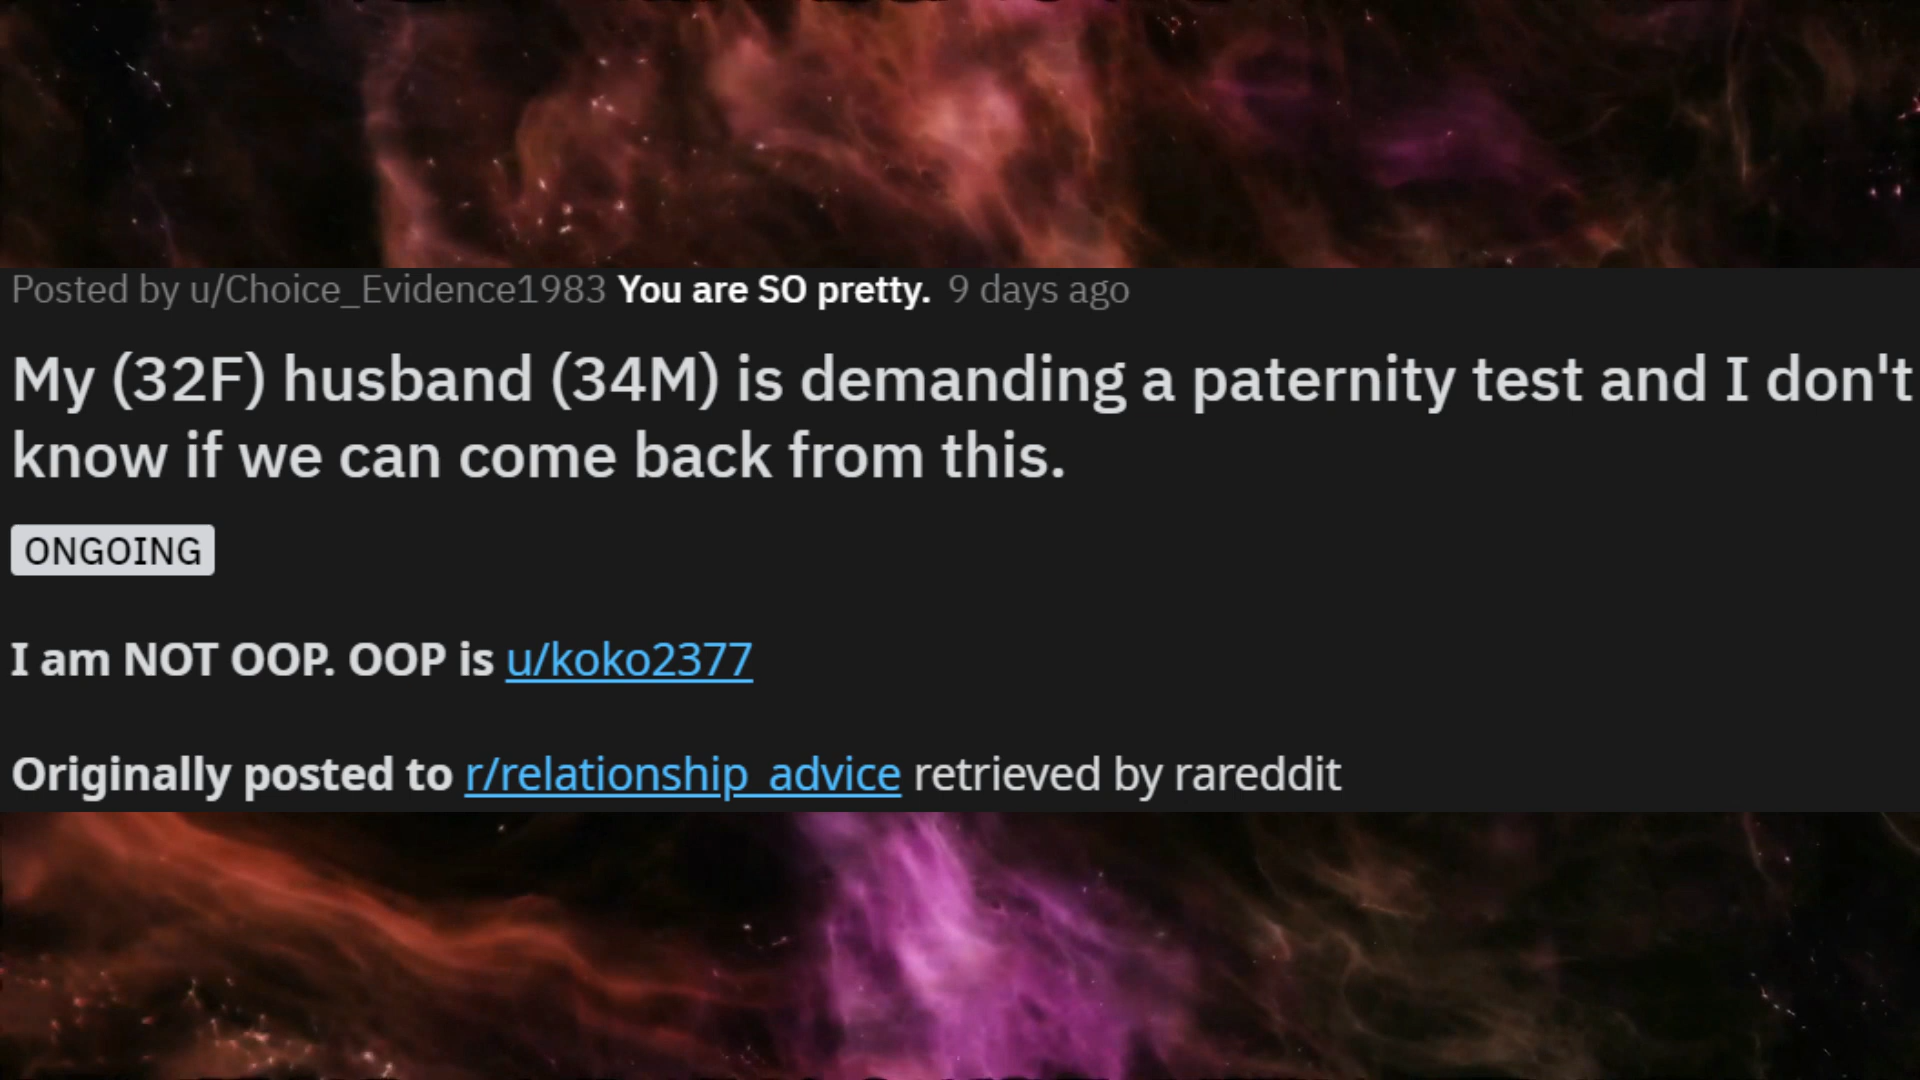 Posted by u/Choice_Evidence1983 You are SO pretty. 9 days ago
My (32F) husband (34M) is demanding a paternity test and I don't
know if we can come back from this.
ONGOING
I am NOT OOP. OOP is u/koko2377
Originally posted to r/relationship_advice retrieved by rareddit